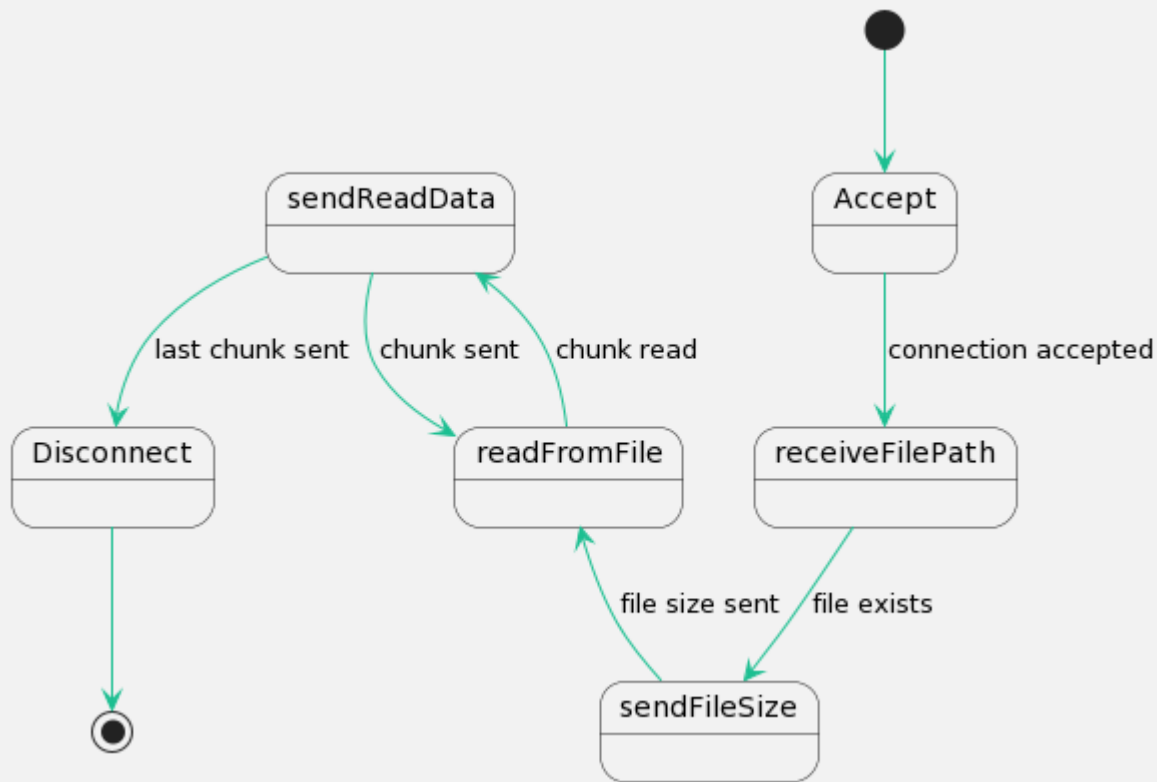 sendReadData
Accept
last chunk sent
chunk sent
chunk read
connection accepted
Disconnect
readFromFile
receiveFilePath
file size sent
file exists
sendFileSize